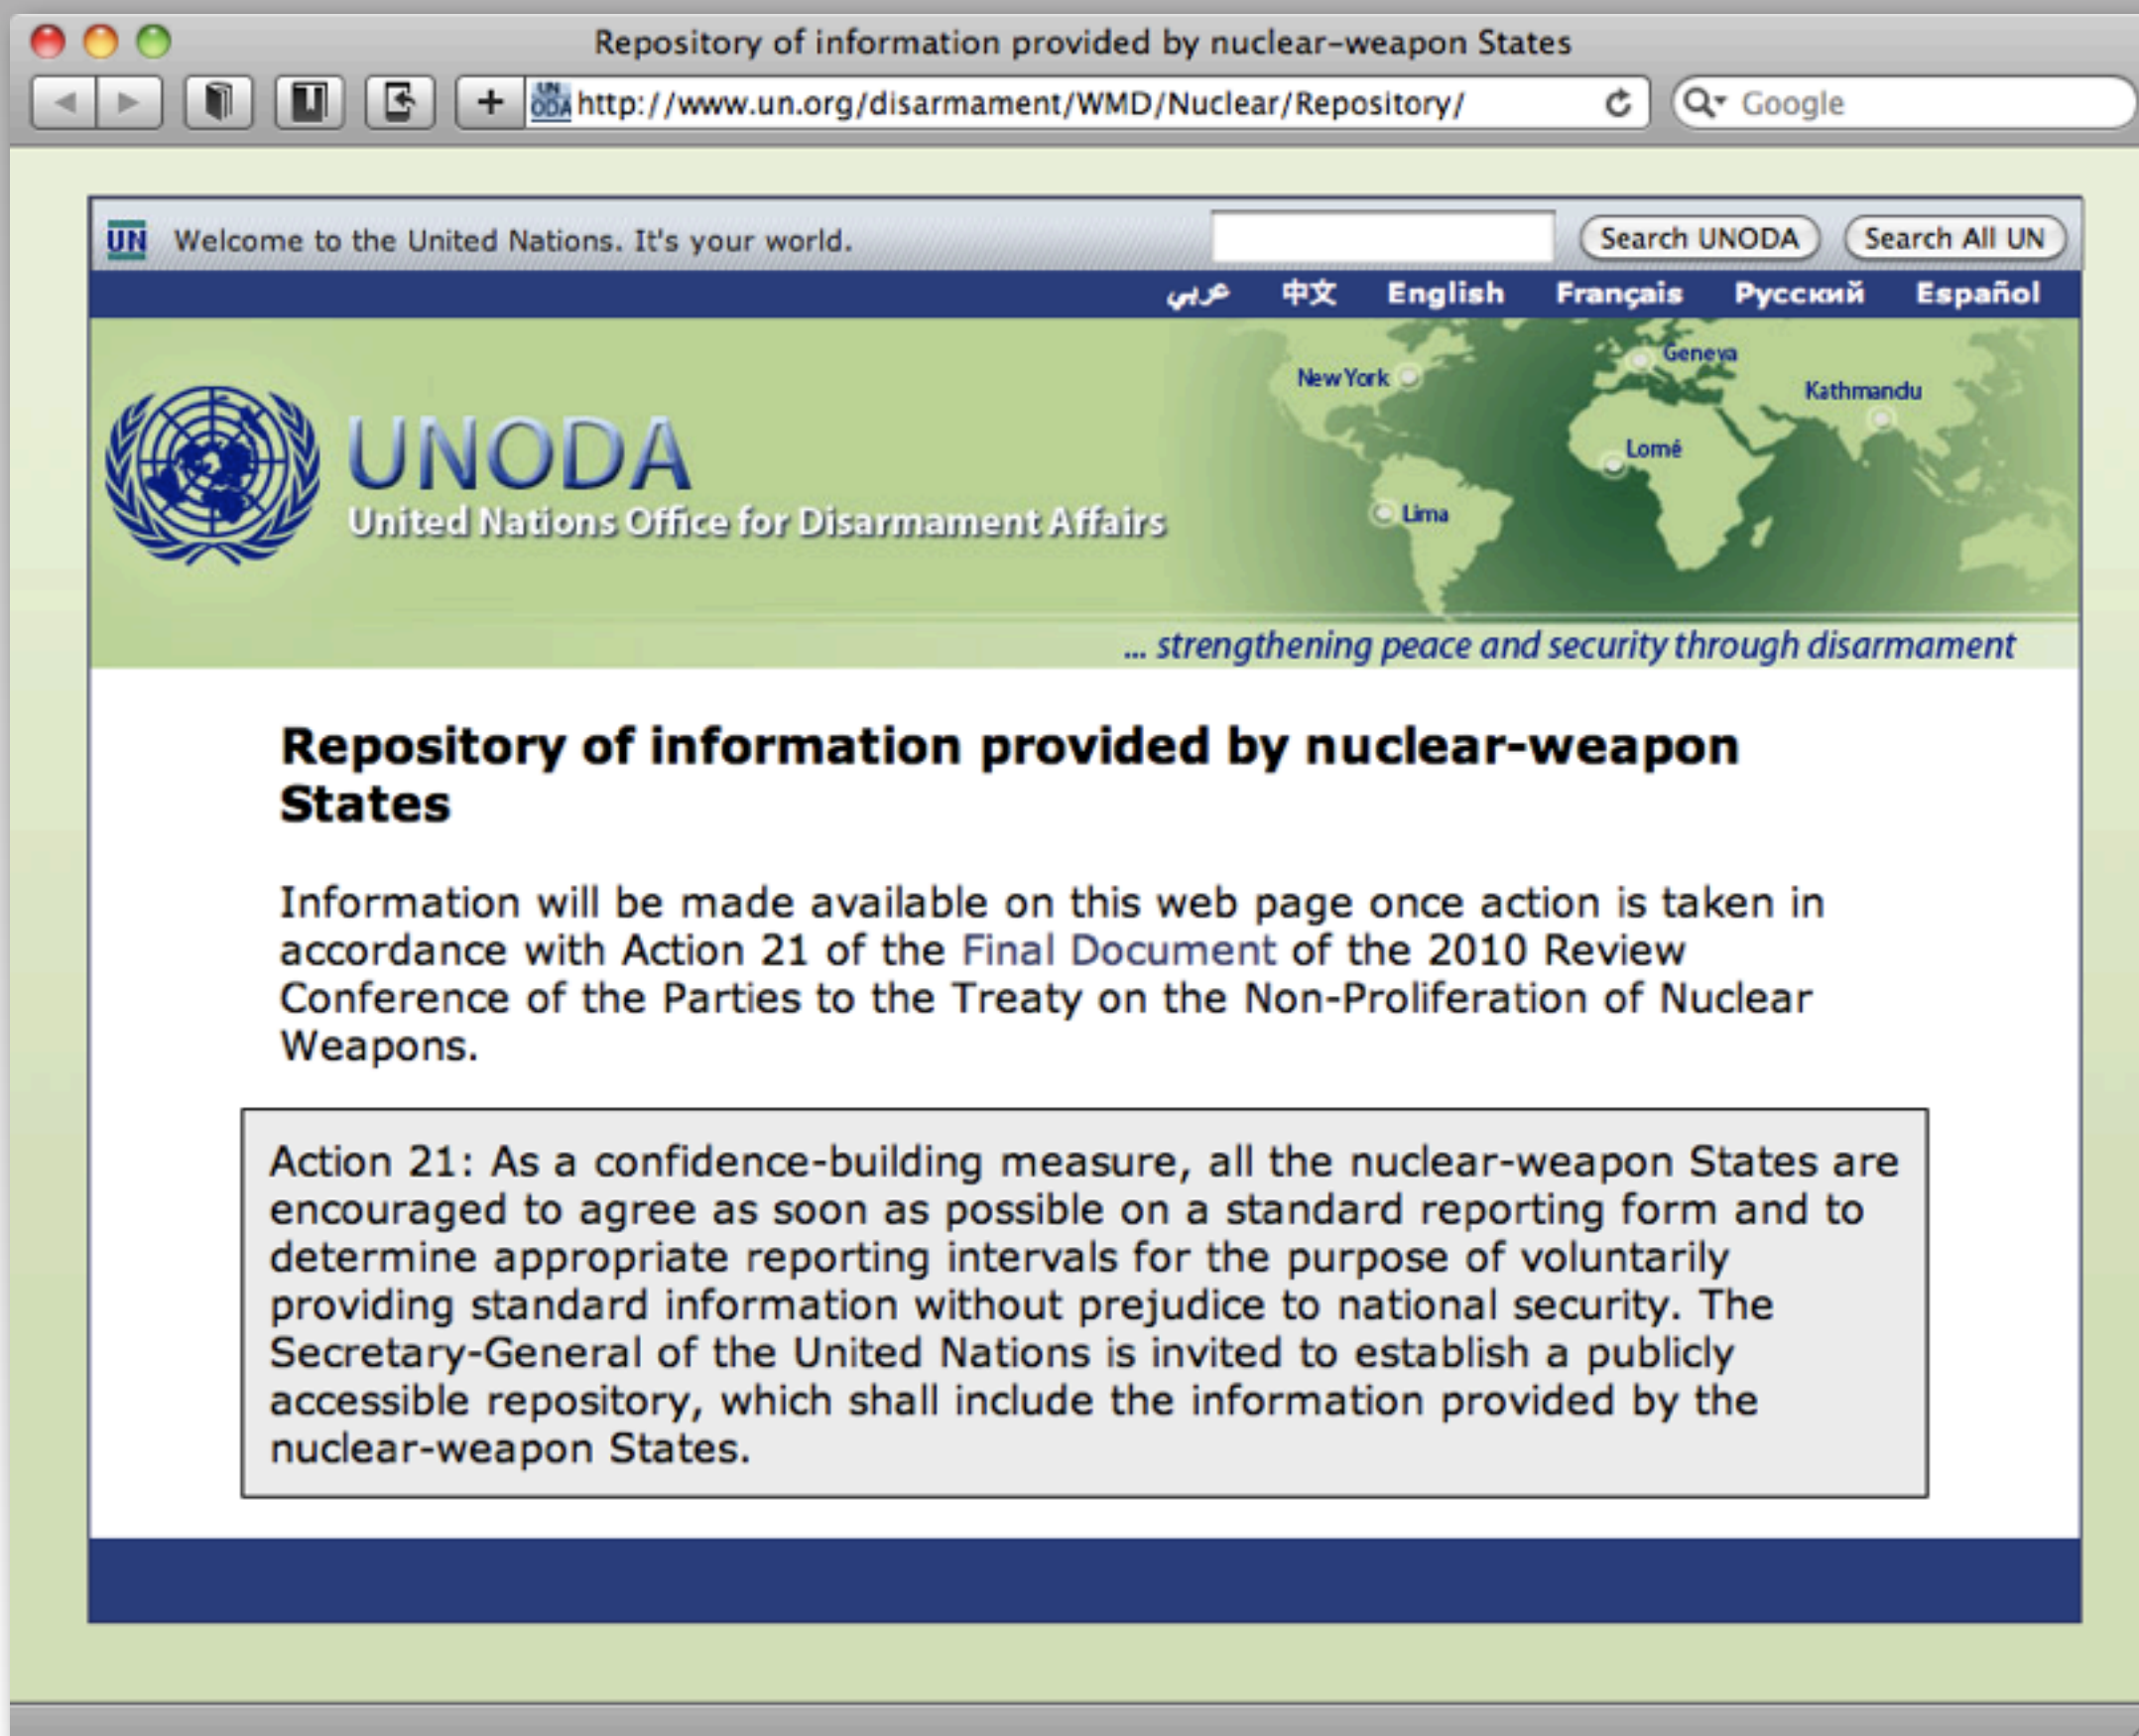 Repository of information provided by nuclear-weapon States
UN
ODA
http://www.un.org/disarmament/WMD/Nuclear/Repository/
Google
UN
Welcome to the United Nations. It's your world.
Search UNODA
Search All UN
عربي 中文 English Français Русский Español
New York
Geneva
Kathmandu
Lomé
Lima
UNODA
United Nations Office for Disarmament Affairs
... strengthening peace and security through disarmament
Repository of information provided by nuclear-weapon
States
Information will be made available on this web page once action is taken in
accordance with Action 21 of the Final Document of the 2010 Review
Conference of the Parties to the Treaty on the Non-Proliferation of Nuclear
Weapons.
Action 21: As a confidence-building measure, all the nuclear-weapon States are
encouraged to agree as soon as possible on a standard reporting form and to
determine appropriate reporting intervals for the purpose of voluntarily
providing standard information without prejudice to national security. The
Secretary-General of the United Nations is invited to establish a publicly
accessible repository, which shall include the information provided by the
nuclear-weapon States.